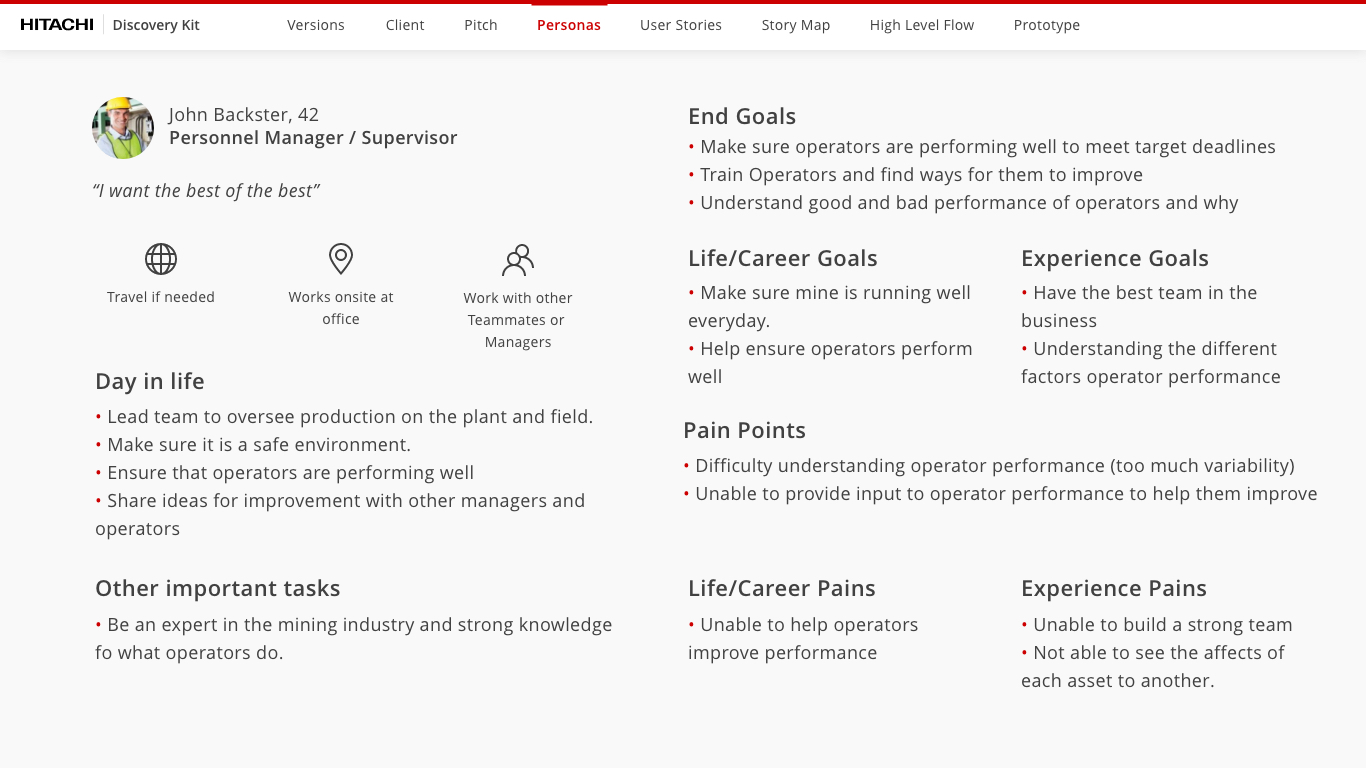 HITACHI Discovery Kit Versions Client Pitch Personas User Stories Story Map High Level Flow Prototype
John Backster, 42
Personnel Manager / Supervisor
“I want the best of the best”
Travel if needed
Works onsite at
office
Work with other
Teammates or
Managers
Day in life
• Lead team to oversee production on the plant and field.
• Make sure it is a safe environment.
• Ensure that operators are performing well
• Share ideas for improvement with other managers and
operators
Other important tasks
• Be an expert in the mining industry and strong knowledge
fo what operators do.
End Goals
• Make sure operators are performing well to meet target deadlines
• Train Operators and find ways for them to improve
• Understand good and bad performance of operators and why
Life/Career Goals
• Make sure mine is running well
everyday.
• Help ensure operators perform
well
Experience Goals
• Have the best team in the
business
• Understanding the different
factors operator performance
Pain Points
• Difficulty understanding operator performance (too much variability)
• Unable to provide input to operator performance to help them improve
Life/Career Pains
• Unable to help operators
improve performance
Experience Pains
• Unable to build a strong team
• Not able to see the affects of
each asset to another.